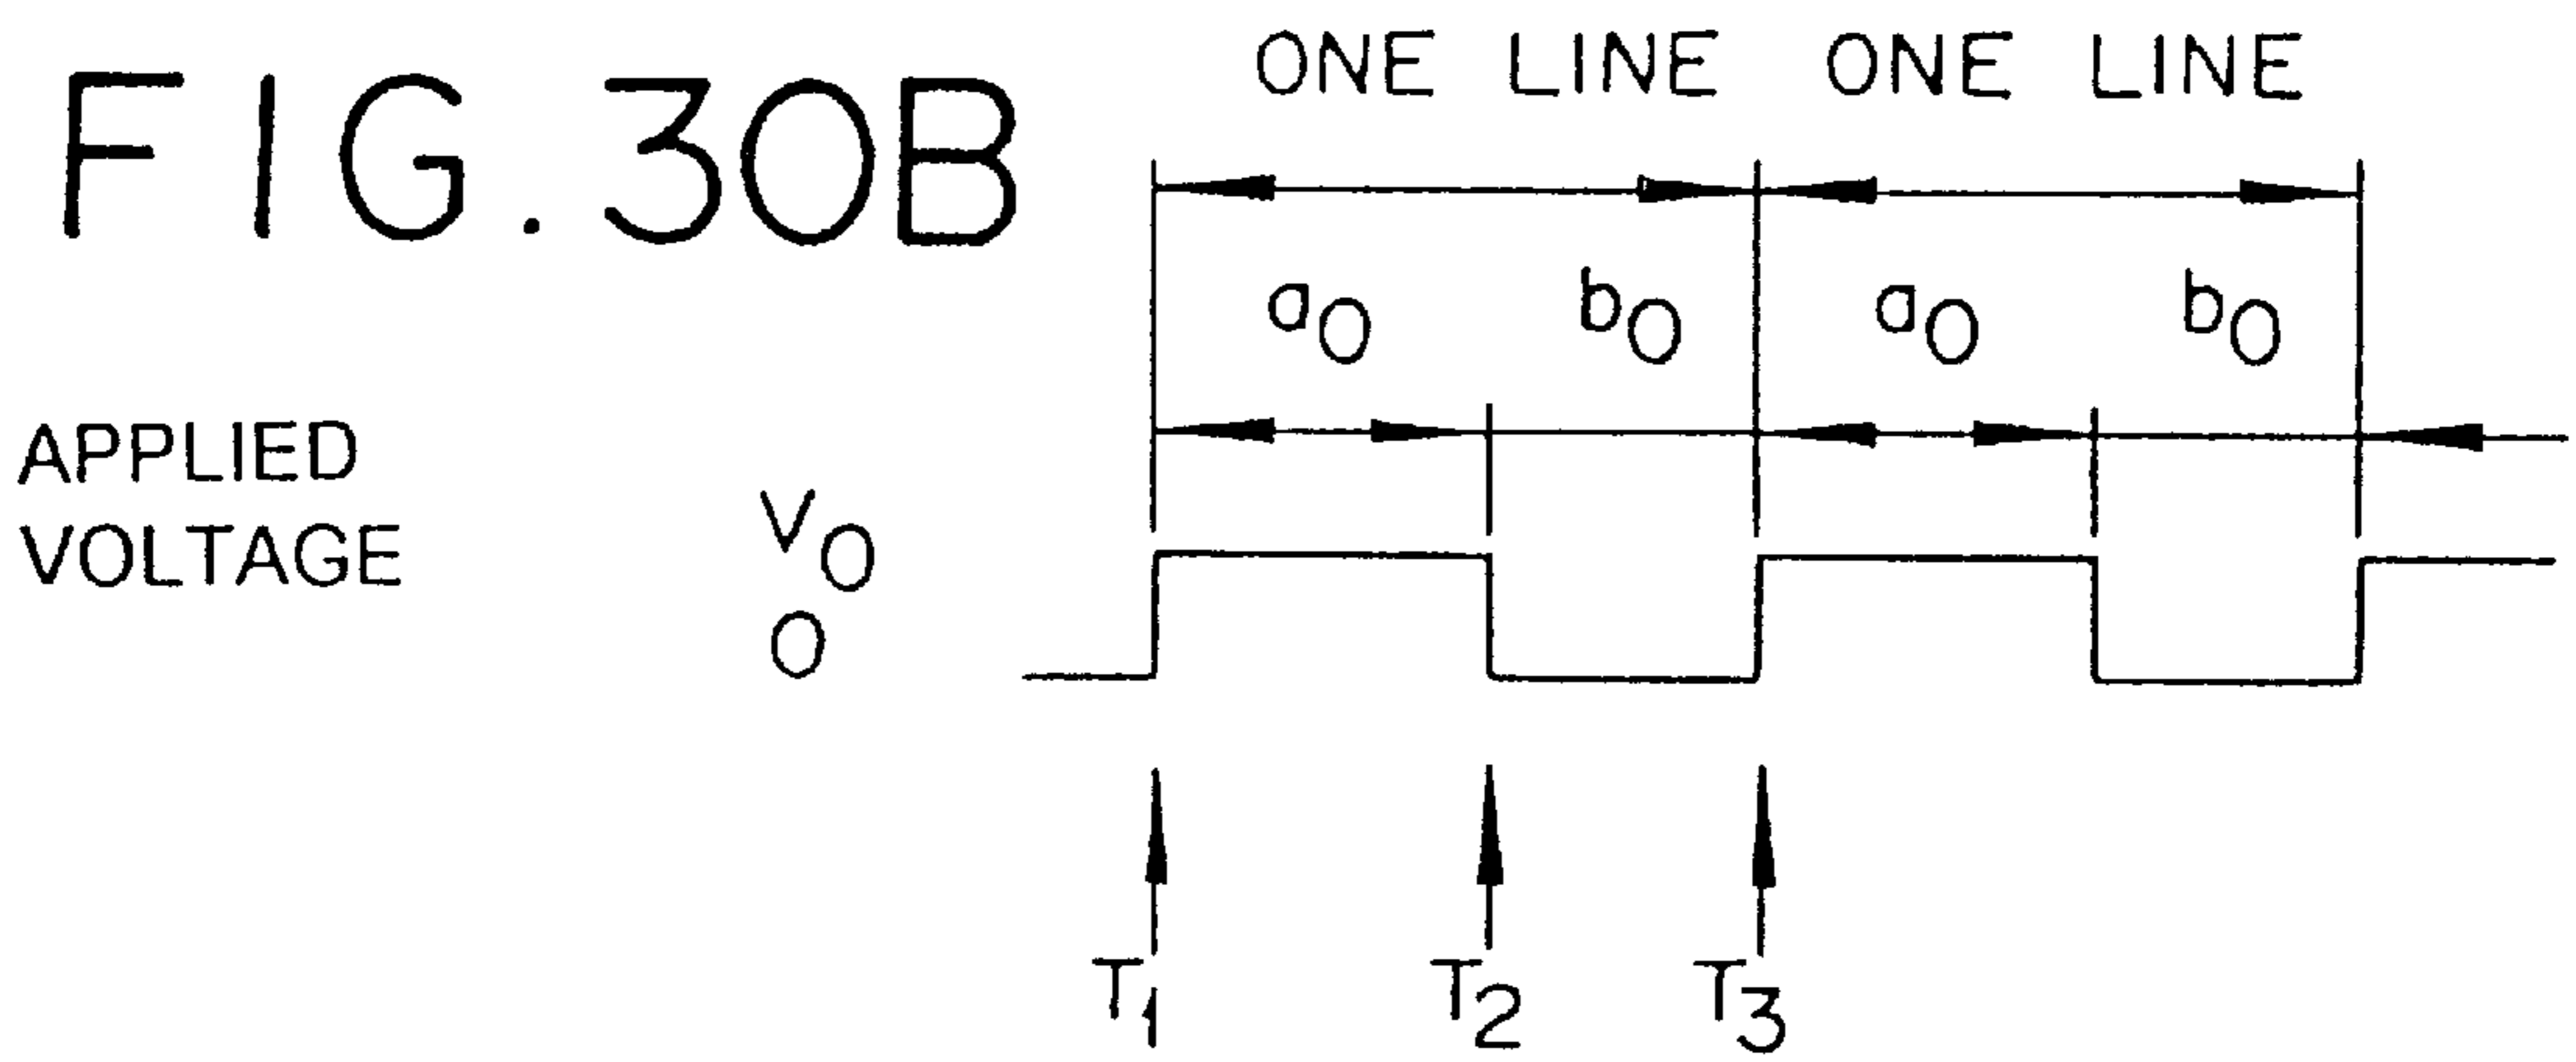 FIG. 30B
ONE LINE ONE LINE
a0 b0 a0 b0
APPLIED
VOLTAGE
V0
0
T1 T2 T3